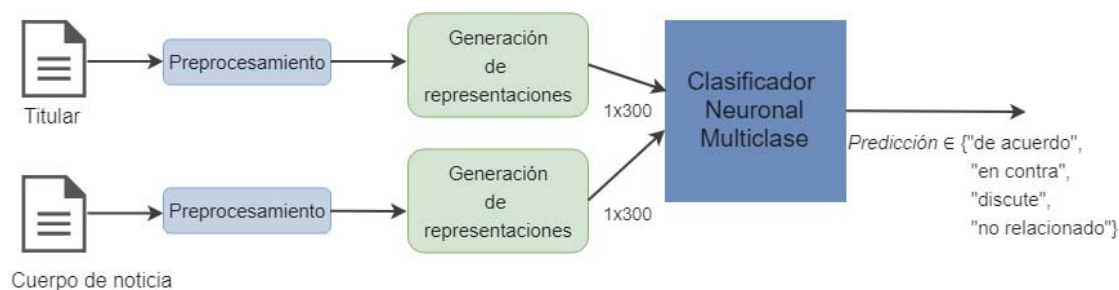 Titular
Preprocesamiento
Generación
de
representaciones
1x300
Cuerpo de noticia
Preprocesamiento
Generación
de
representaciones
1x300
Clasificador
Neuronal
Multiclase
Predicción ∈ {"de acuerdo",
"en contra",
"discute",
"no relacionado"}